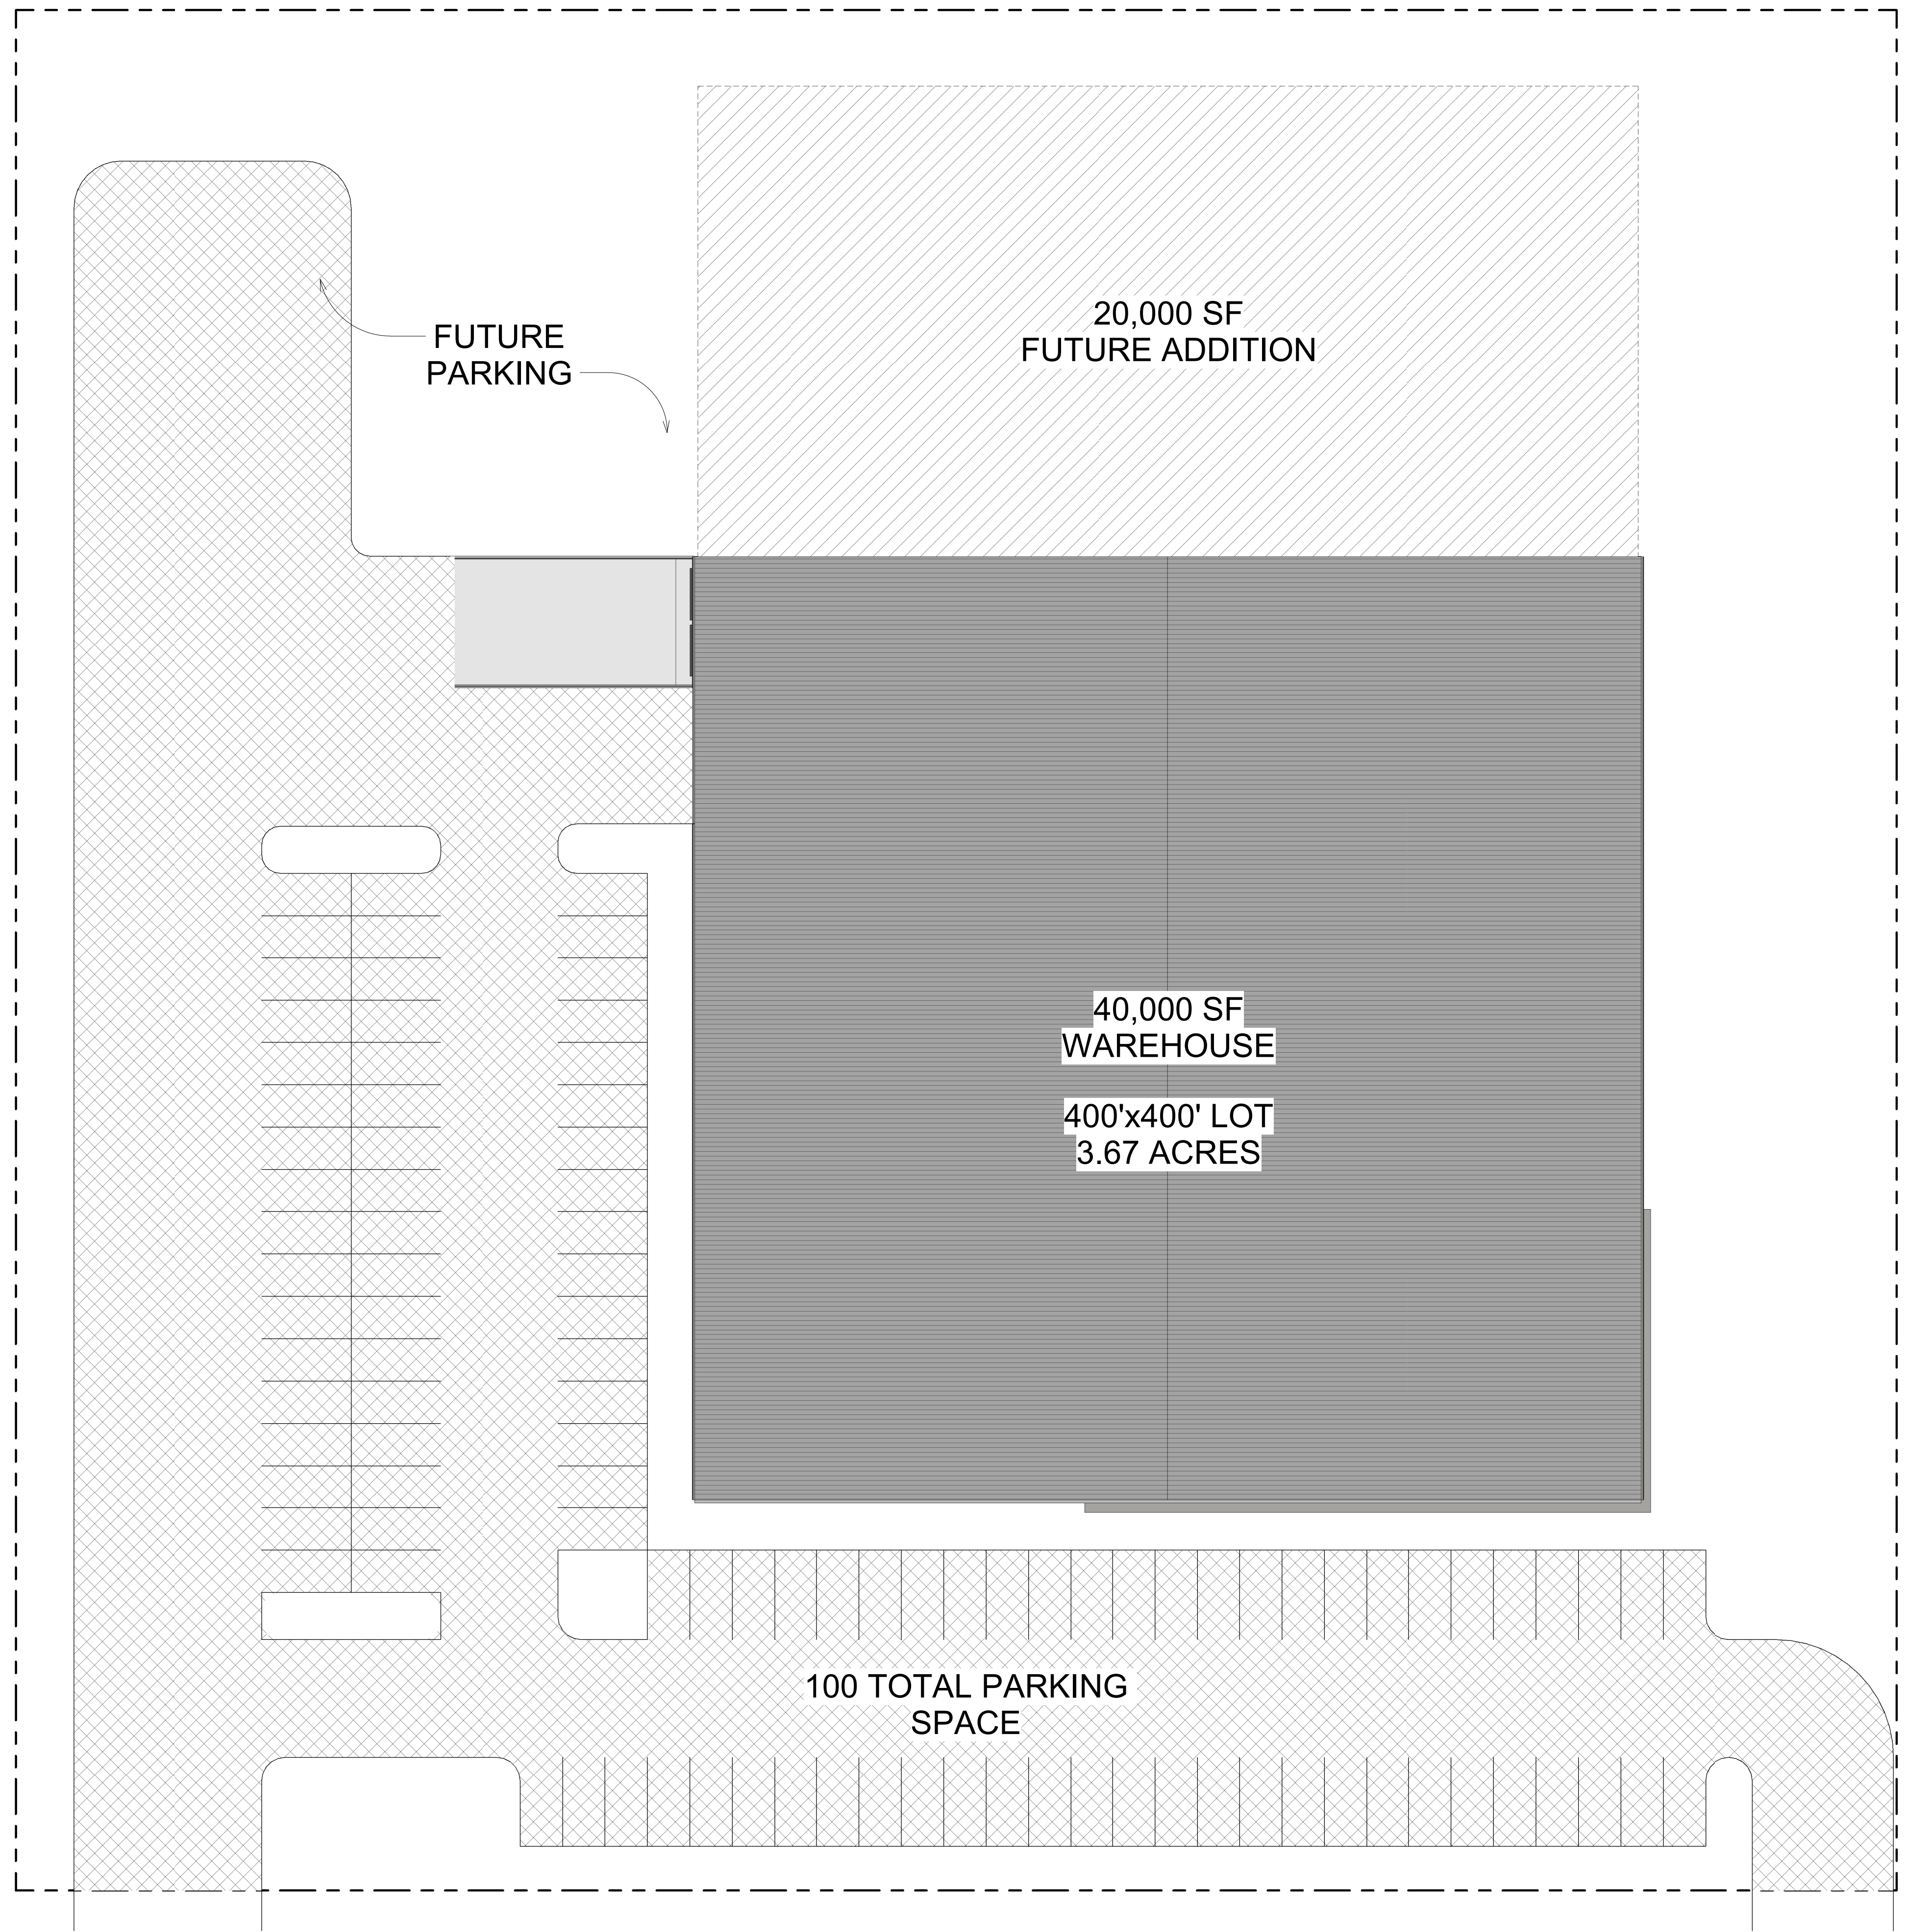 20,000 SF
FUTURE ADDITION
FUTURE
PARKING
40,000 SF
WAREHOUSE
400'x400' LOT
3.67 ACRES
100 TOTAL PARKING
SPACE